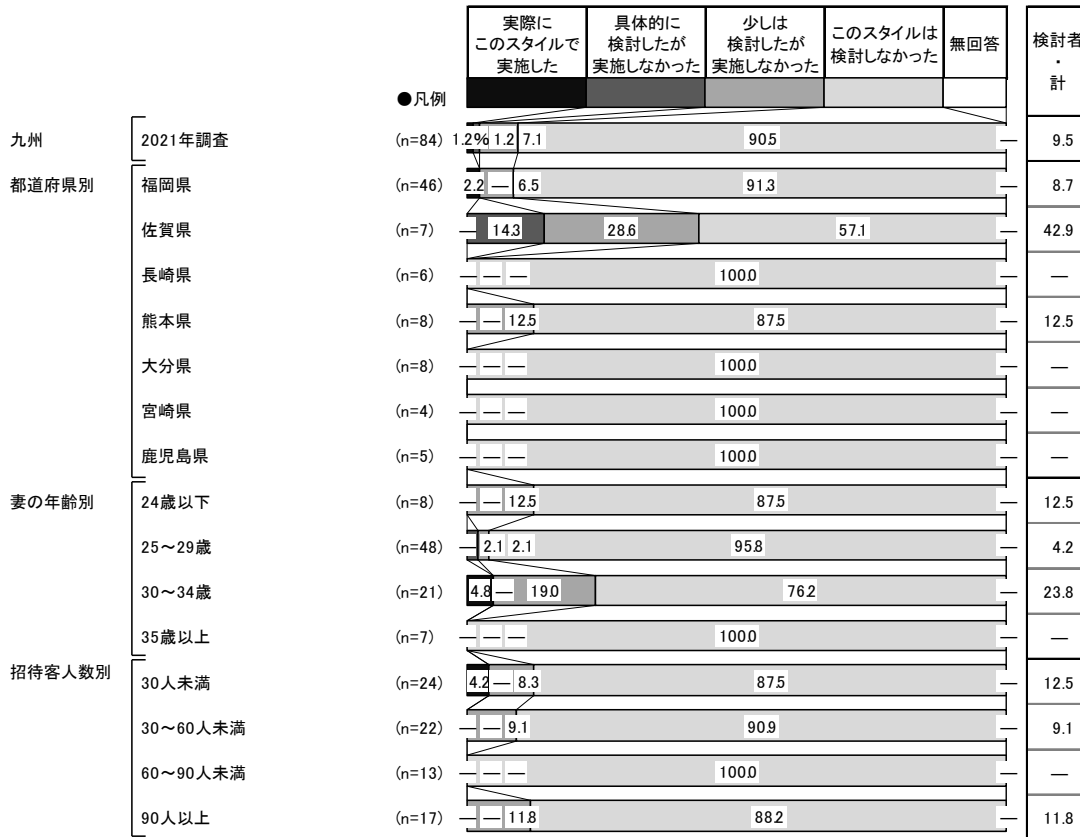 実際に
このスタイルで
実施した
具体的に
検討したが
実施しなかった
少しは
検討したが
実施しなかった
このスタイルは
検討しなかった
無回答
検討者
・
計
●凡例
九州 2021年調査 (n=84) 1.2% 1.2 7.1 90.5 — 9.5
都道府県別 福岡県 (n=46) 2.2 — 6.5 91.3 — 8.7
佐賀県 (n=7) — 14.3 28.6 57.1 — 42.9
長崎県 (n=6) — — — 100.0 — —
熊本県 (n=8) — — 12.5 87.5 — 12.5
大分県 (n=8) — — — 100.0 — —
宮崎県 (n=4) — — — 100.0 — —
鹿児島県 (n=5) — — — 100.0 — —
妻の年齢別 24歳以下 (n=8) — — 12.5 87.5 — 12.5
25～29歳 (n=48) — 2.1 2.1 95.8 — 4.2
30～34歳 (n=21) 4.8 — 19.0 76.2 — 23.8
35歳以上 (n=7) — — — 100.0 — —
招待客人数別 30人未満 (n=24) 4.2 — 8.3 87.5 — 12.5
30～60人未満 (n=22) — — 9.1 90.9 — 9.1
60～90人未満 (n=13) — — — 100.0 — —
90人以上 (n=17) — — 11.8 88.2 — 11.8